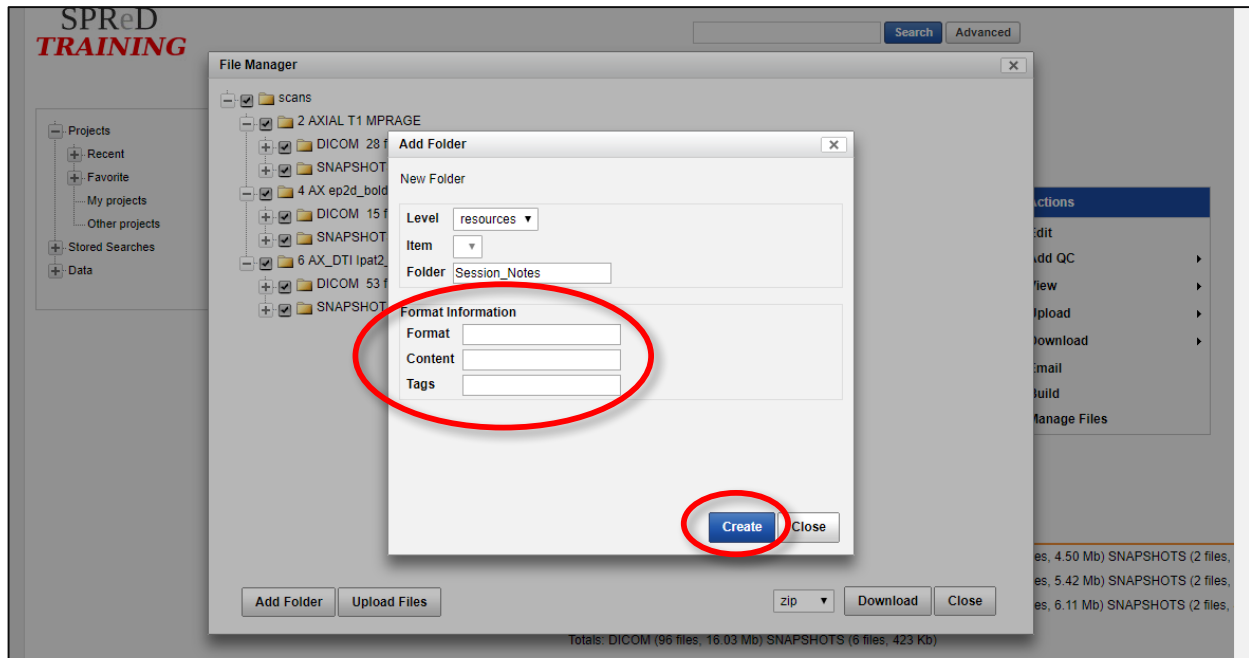 SPReD
TRAINING
Search Advanced
File Manager
scans
2 AXIAL T1 MPRAGE
DICOM 28 f
SNAPSHOT
4 AX ep2d_bold
DICOM 15 f
SNAPSHOT
6 AX_DTI Ipat2_
DICOM 53 f
SNAPSHOT
Projects
Recent
Favorite
My projects
Other projects
Stored Searches
Data
Add Folder
New Folder
Level resources
Item
Folder Session_Notes
Format Information
Format
Content
Tags
Create Close
Actions
Edit
Add QC
View
Upload
Download
Email
Build
Manage Files
Add Folder Upload Files zip Download Close
es, 4.50 Mb) SNAPSHOTS (2 files,
es, 5.42 Mb) SNAPSHOTS (2 files,
es, 6.11 Mb) SNAPSHOTS (2 files,
Totals: DICOM (96 files, 16.03 Mb) SNAPSHOTS (6 files, 423 Kb)